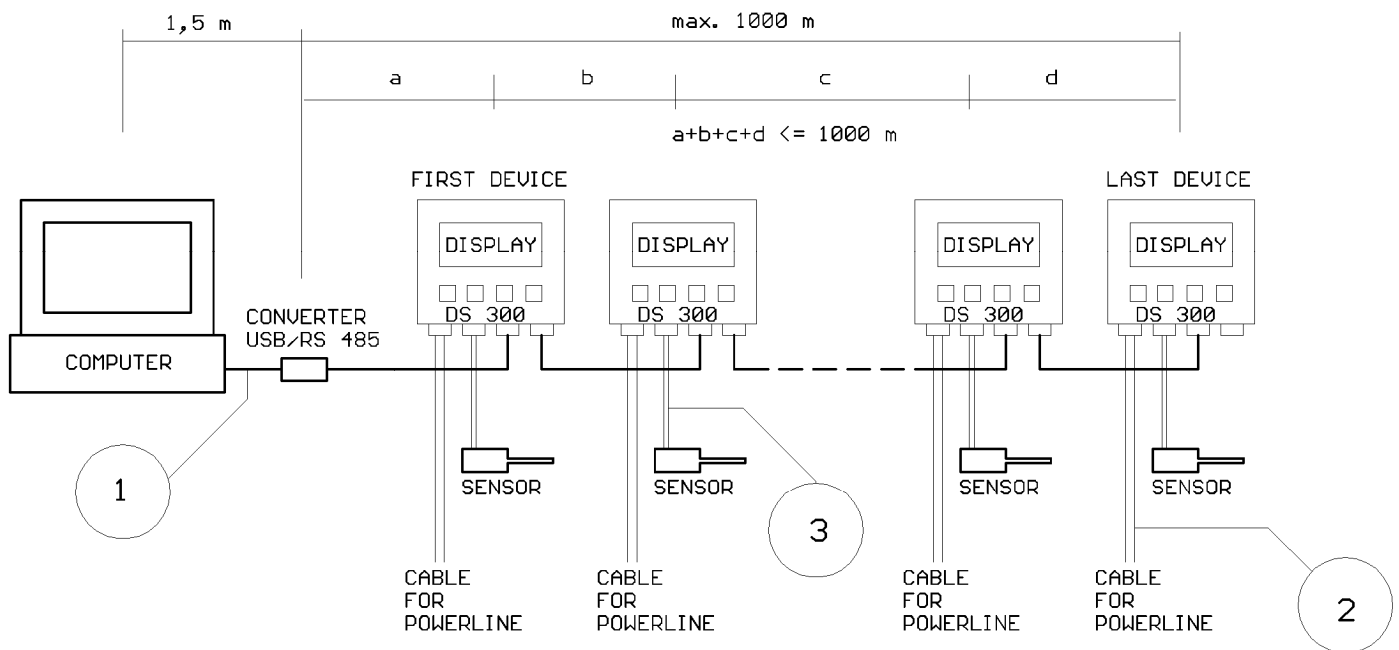 1,5 m
max. 1000 m
a
b
c
d
a+b+c+d <= 1000 m
FIRST DEVICE
LAST DEVICE
DISPLAY
DISPLAY
DISPLAY
DISPLAY
DS 300
DS 300
DS 300
DS 300
CONVERTER
USB/RS 485
COMPUTER
SENSOR
SENSOR
SENSOR
SENSOR
1
3
2
CABLE
FOR
POWERLINE
CABLE
FOR
POWERLINE
CABLE
FOR
POWERLINE
CABLE
FOR
POWERLINE